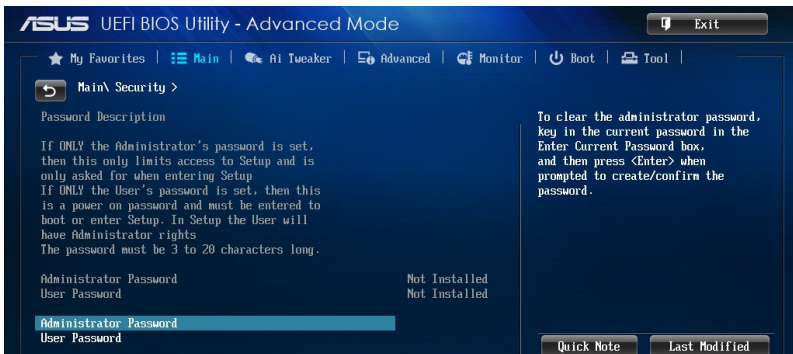 ASUS UEFI BIOS Utility - Advanced Mode
Exit
My Favorites | Main | Ai Tweaker | Advanced | Monitor | Boot | Tool |
Main\ Security >
Password Description
If ONLY the Administrator's password is set,
then this only limits access to Setup and is
only asked for when entering Setup
If ONLY the User's password is set, then this
is a power on password and must be entered to
boot or enter Setup. In Setup the User will
have Administrator rights
The password must be 3 to 20 characters long.
Administrator Password Not Installed
User Password Not Installed
Administrator Password
User Password
To clear the administrator password,
key in the current password in the
Enter Current Password box,
and then press <Enter> when
prompted to create/confirm the
password.
Quick Note
Last Modified